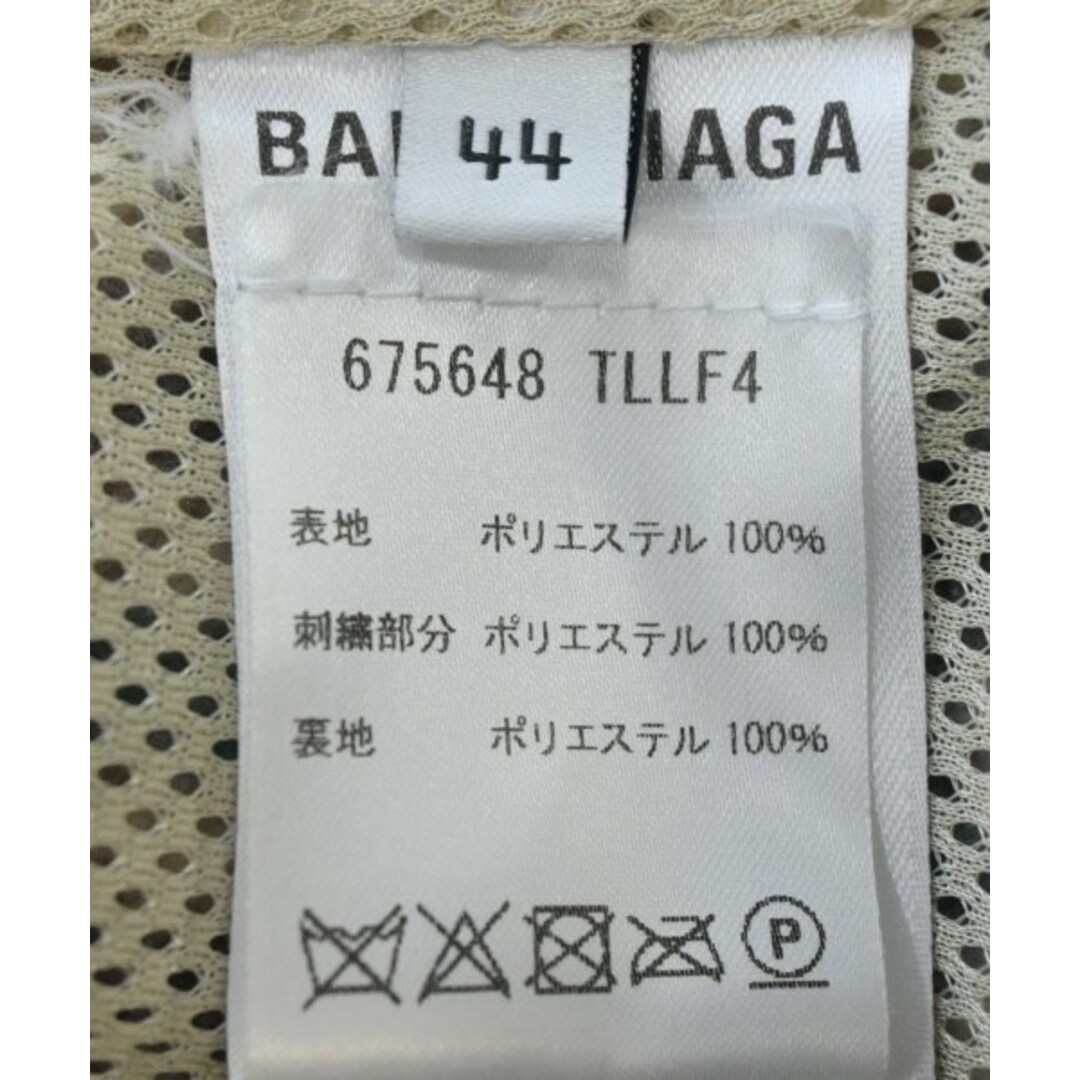 BA 44 IAGA
675648 TLLF4
表地 ポリエステル 100%
刺繍部分 ポリエステル 100%
裏地 ポリエステル 100%
P